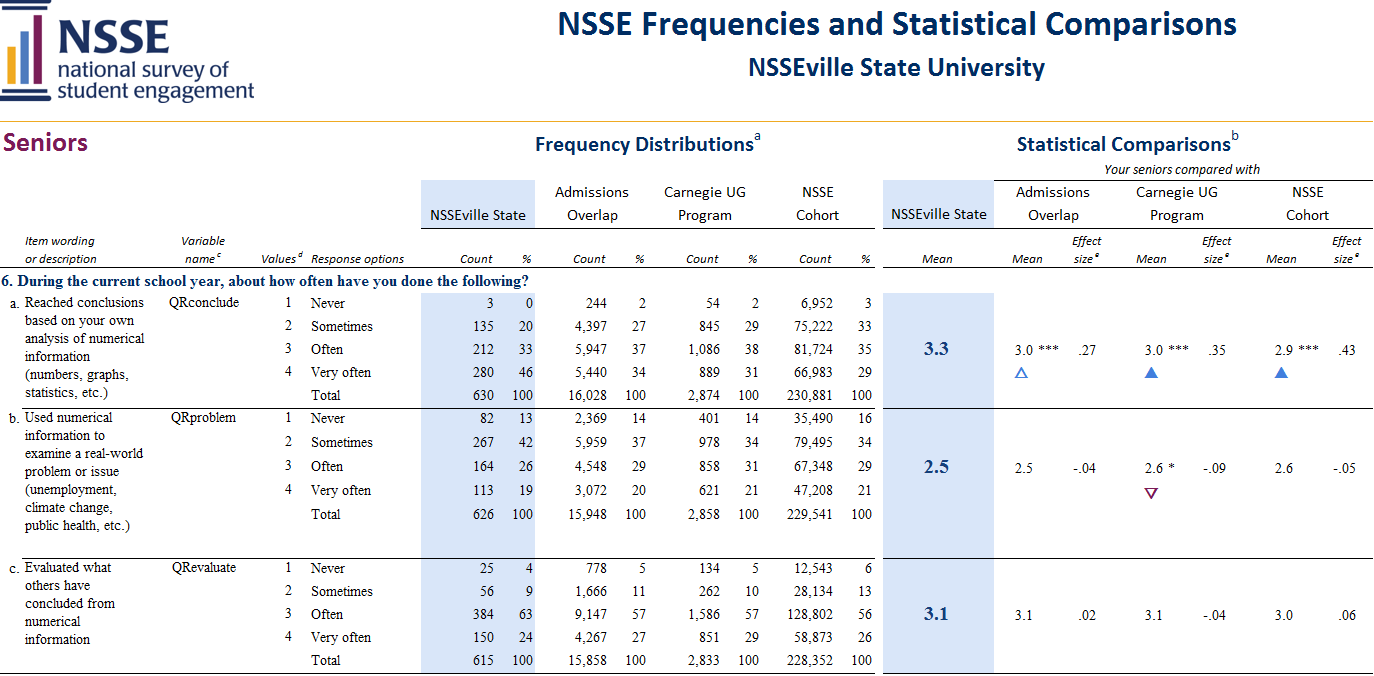 NSSE
national survey of
student engagement
NSSE Frequencies and Statistical Comparisons
NSSEville State University
Seniors
Frequency Distributions a
Statistical Comparisons b
Your seniors compared with
NSSEville State
Admissions Overlap
Carnegie UG Program
NSSE Cohort
NSSEville State
Admissions Overlap
Carnegie UG Program
NSSE Cohort
Item wording or description
Variable name c
Values d Response options
Count % Count % Count % Count %
Mean
Mean Effect size e Mean Effect size e Mean Effect size e
6. During the current school year, about how often have you done the following?
a. Reached conclusions based on your own analysis of numerical information (numbers, graphs, statistics, etc.)
QRconclude
1 Never 3 0 244 2 54 2 6,952 3
2 Sometimes 135 20 4,397 27 845 29 75,222 33
3 Often 212 33 5,947 37 1,086 38 81,724 35
4 Very often 280 46 5,440 34 889 31 66,983 29
Total 630 100 16,028 100 2,874 100 230,881 100
3.3 3.0 *** .27 3.0 *** .35 2.9 *** .43
△ ▲ ▲
b. Used numerical information to examine a real-world problem or issue (unemployment, climate change, public health, etc.)
QRproblem
1 Never 82 13 2,369 14 401 14 35,490 16
2 Sometimes 267 42 5,959 37 978 34 79,495 34
3 Often 164 26 4,548 29 858 31 67,348 29
4 Very often 113 19 3,072 20 621 21 47,208 21
Total 626 100 15,948 100 2,858 100 229,541 100
2.5 2.5 -.04 2.6 * -.09 2.6 -.05
▽
c. Evaluated what others have concluded from numerical information
QRevaluate
1 Never 25 4 778 5 134 5 12,543 6
2 Sometimes 56 9 1,666 11 262 10 28,134 13
3 Often 384 63 9,147 57 1,586 57 128,802 56
4 Very often 150 24 4,267 27 851 29 58,873 26
Total 615 100 15,858 100 2,833 100 228,352 100
3.1 3.1 .02 3.1 -.04 3.0 .06